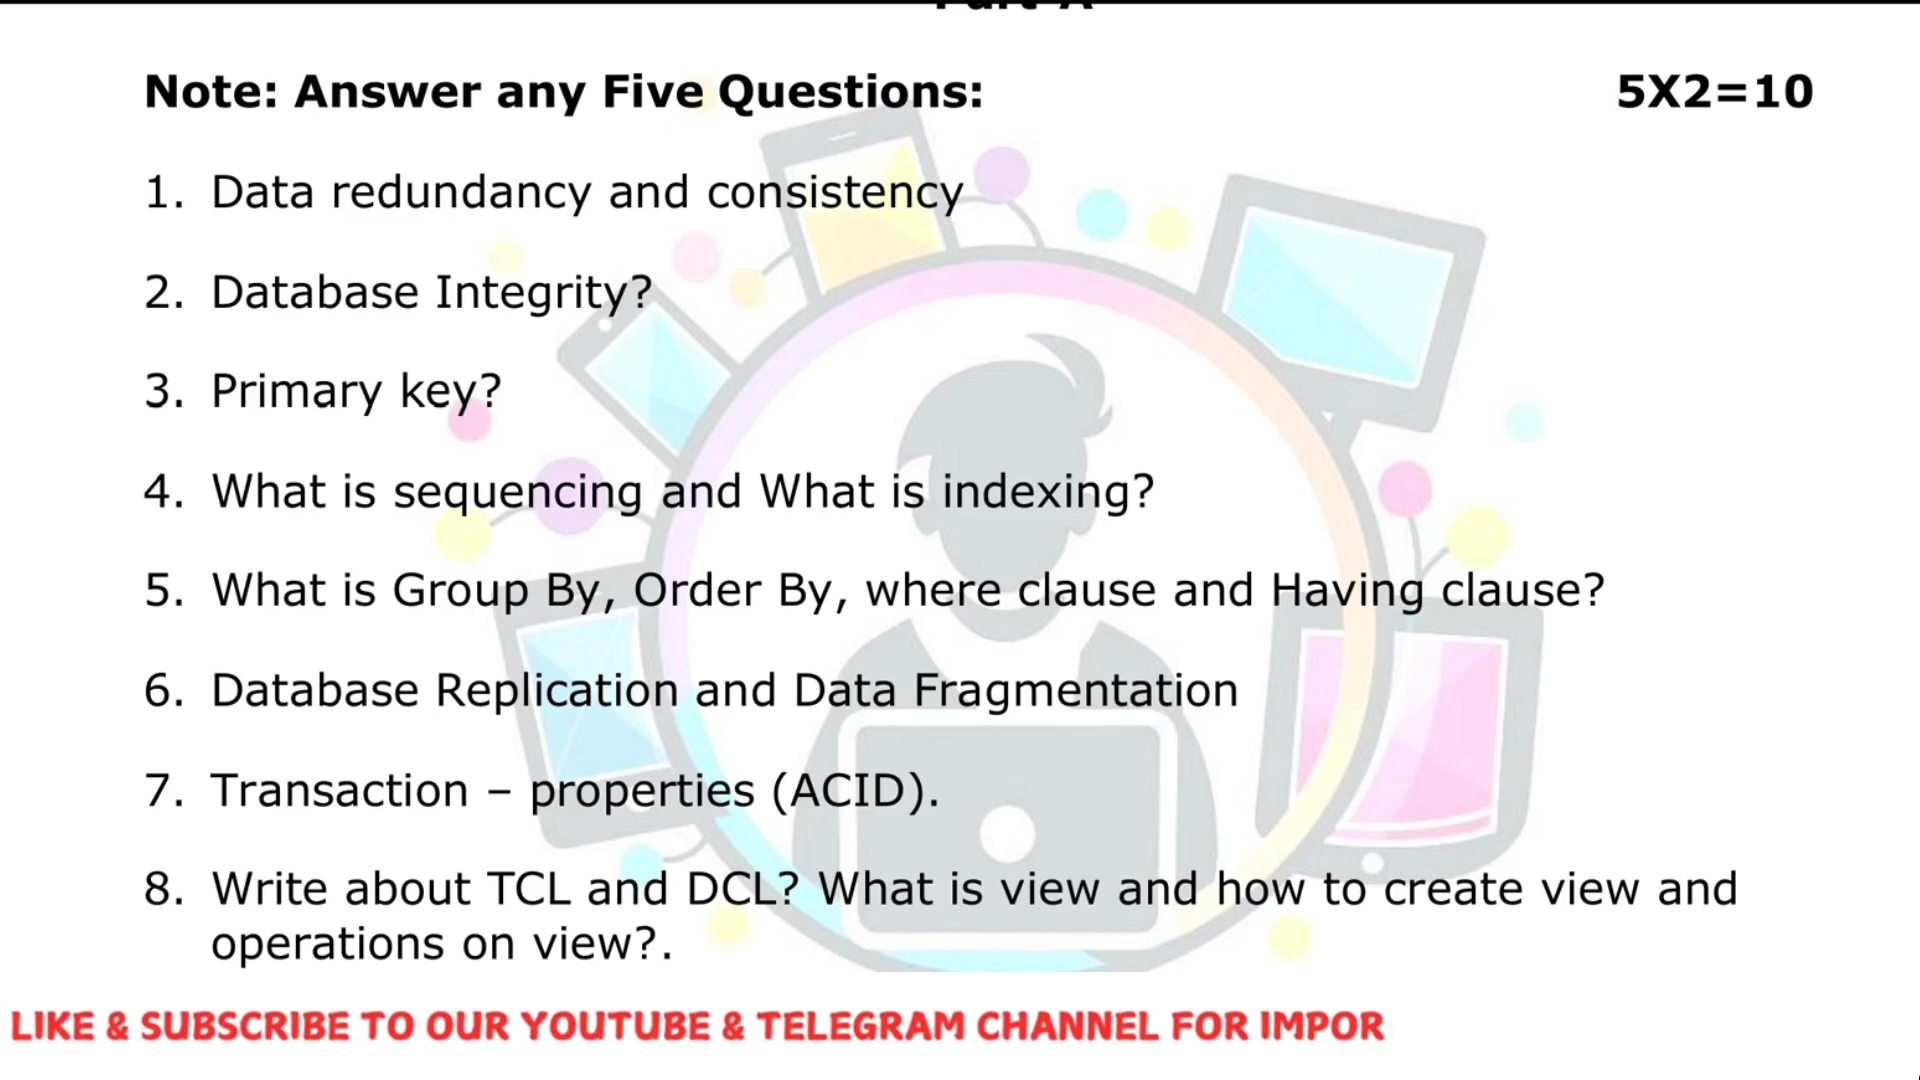 Part-A
Note: Answer any Five Questions: 5X2=10
1. Data redundancy and consistency
2. Database Integrity?
3. Primary key?
4. What is sequencing and What is indexing?
5. What is Group By, Order By, where clause and Having clause?
6. Database Replication and Data Fragmentation
7. Transaction – properties (ACID).
8. Write about TCL and DCL? What is view and how to create view and
operations on view?.
LIKE & SUBSCRIBE TO OUR YOUTUBE & TELEGRAM CHANNEL FOR IMPOR